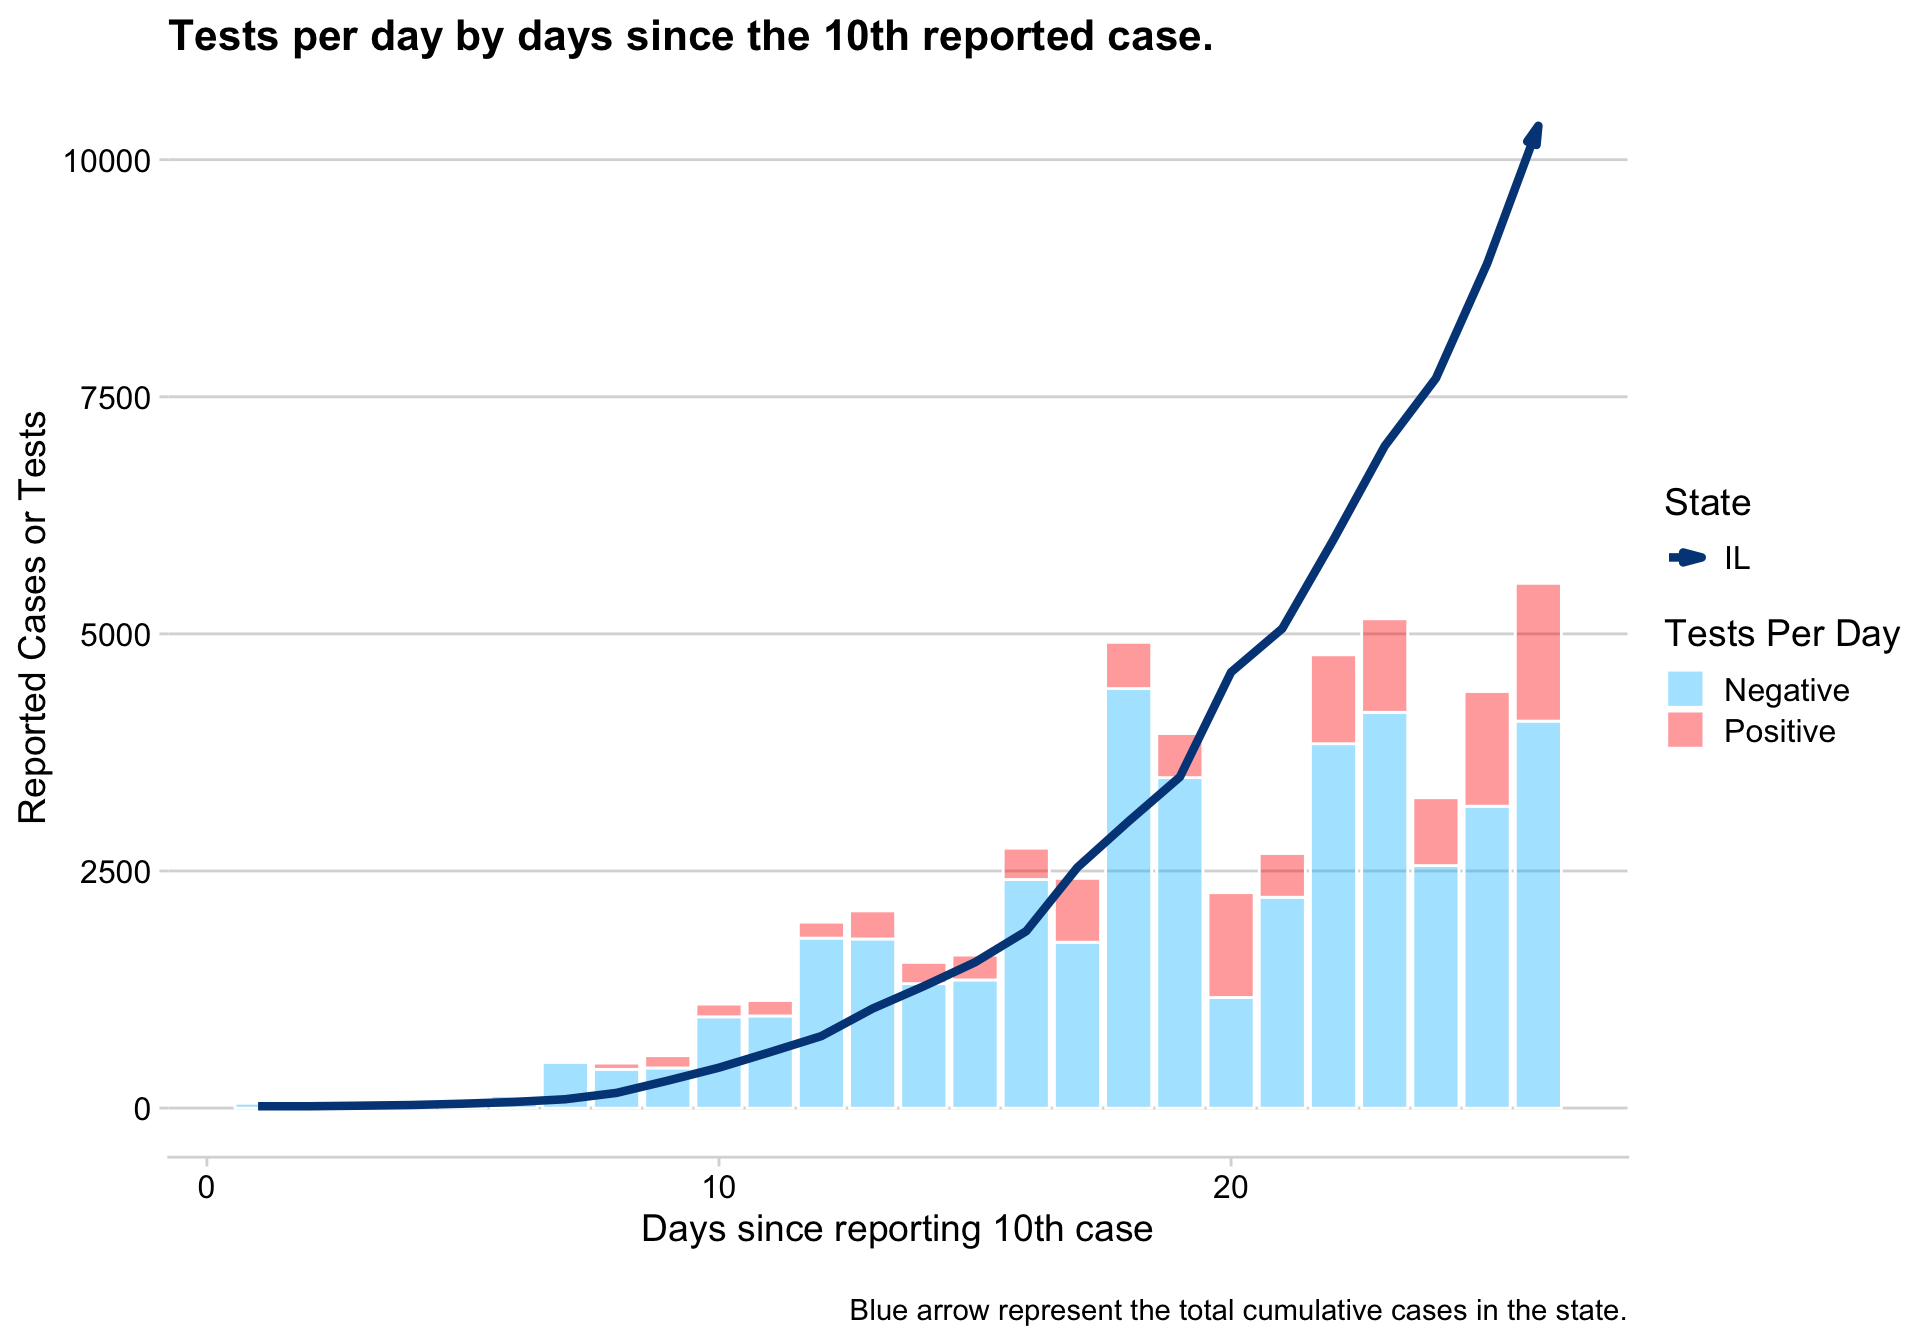 Tests per day by days since the 10th reported case.
10000
7500
5000
2500
0
Reported Cases or Tests
0
10
20
Days since reporting 10th case
State
IL
Tests Per Day
Negative
Positive
Blue arrow represent the total cumulative cases in the state.